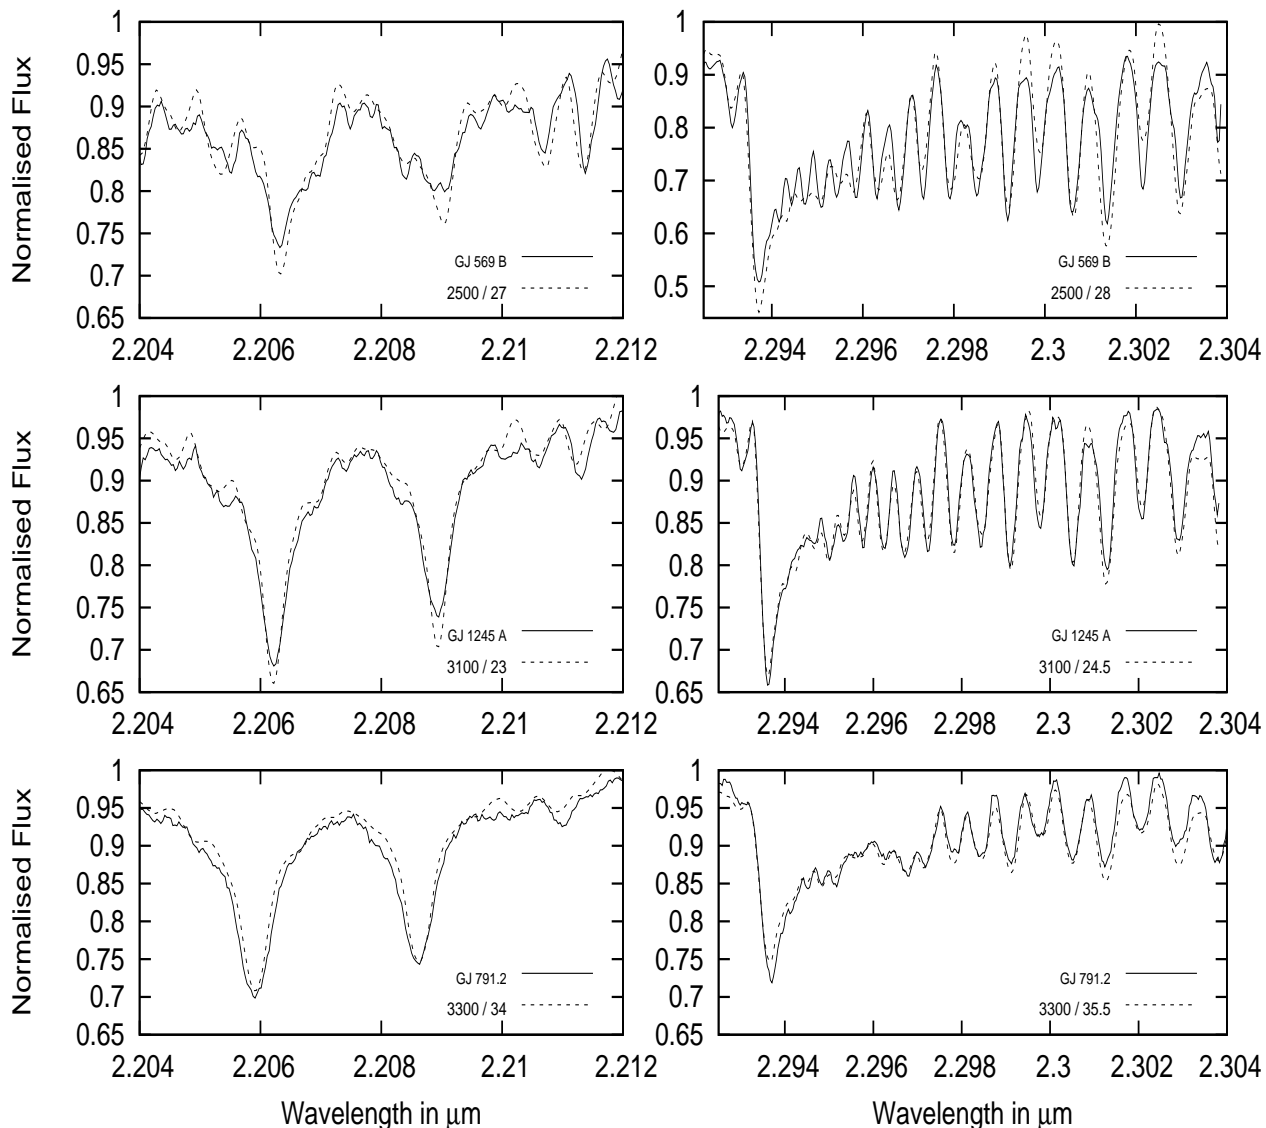 Normalised Flux
1
0.95
0.9
0.85
0.8
0.75
0.7
0.65
GJ 569 B
2500 / 27
2.204 2.206 2.208 2.21 2.212
1
0.9
0.8
0.7
0.6
0.5
GJ 569 B
2500 / 28
2.294 2.296 2.298 2.3 2.302 2.304
Normalised Flux
1
0.95
0.9
0.85
0.8
0.75
0.7
0.65
GJ 1245 A
3100 / 23
2.204 2.206 2.208 2.21 2.212
1
0.95
0.9
0.85
0.8
0.75
0.7
0.65
GJ 1245 A
3100 / 24.5
2.294 2.296 2.298 2.3 2.302 2.304
Normalised Flux
1
0.95
0.9
0.85
0.8
0.75
0.7
0.65
GJ 791.2
3300 / 34
2.204 2.206 2.208 2.21 2.212
Wavelength in μm
1
0.95
0.9
0.85
0.8
0.75
0.7
0.65
GJ 791.2
3300 / 35.5
2.294 2.296 2.298 2.3 2.302 2.304
Wavelength in μm